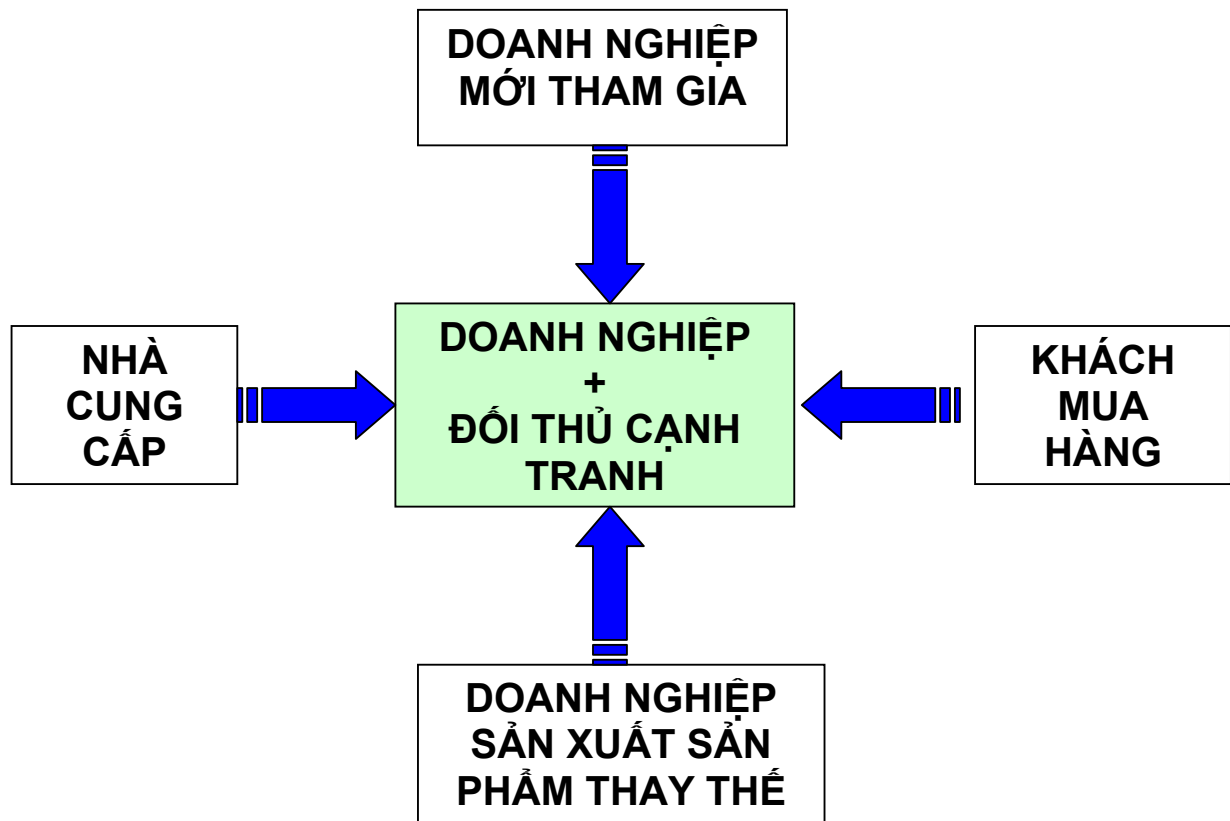 DOANH NGHIỆP
MỚI THAM GIA
NHÀ
CUNG
CẤP
DOANH NGHIỆP
+
ĐỐI THỦ CẠNH
TRANH
KHÁCH
MUA
HÀNG
DOANH NGHIỆP
SẢN XUẤT SẢN
PHẨM THAY THẾ